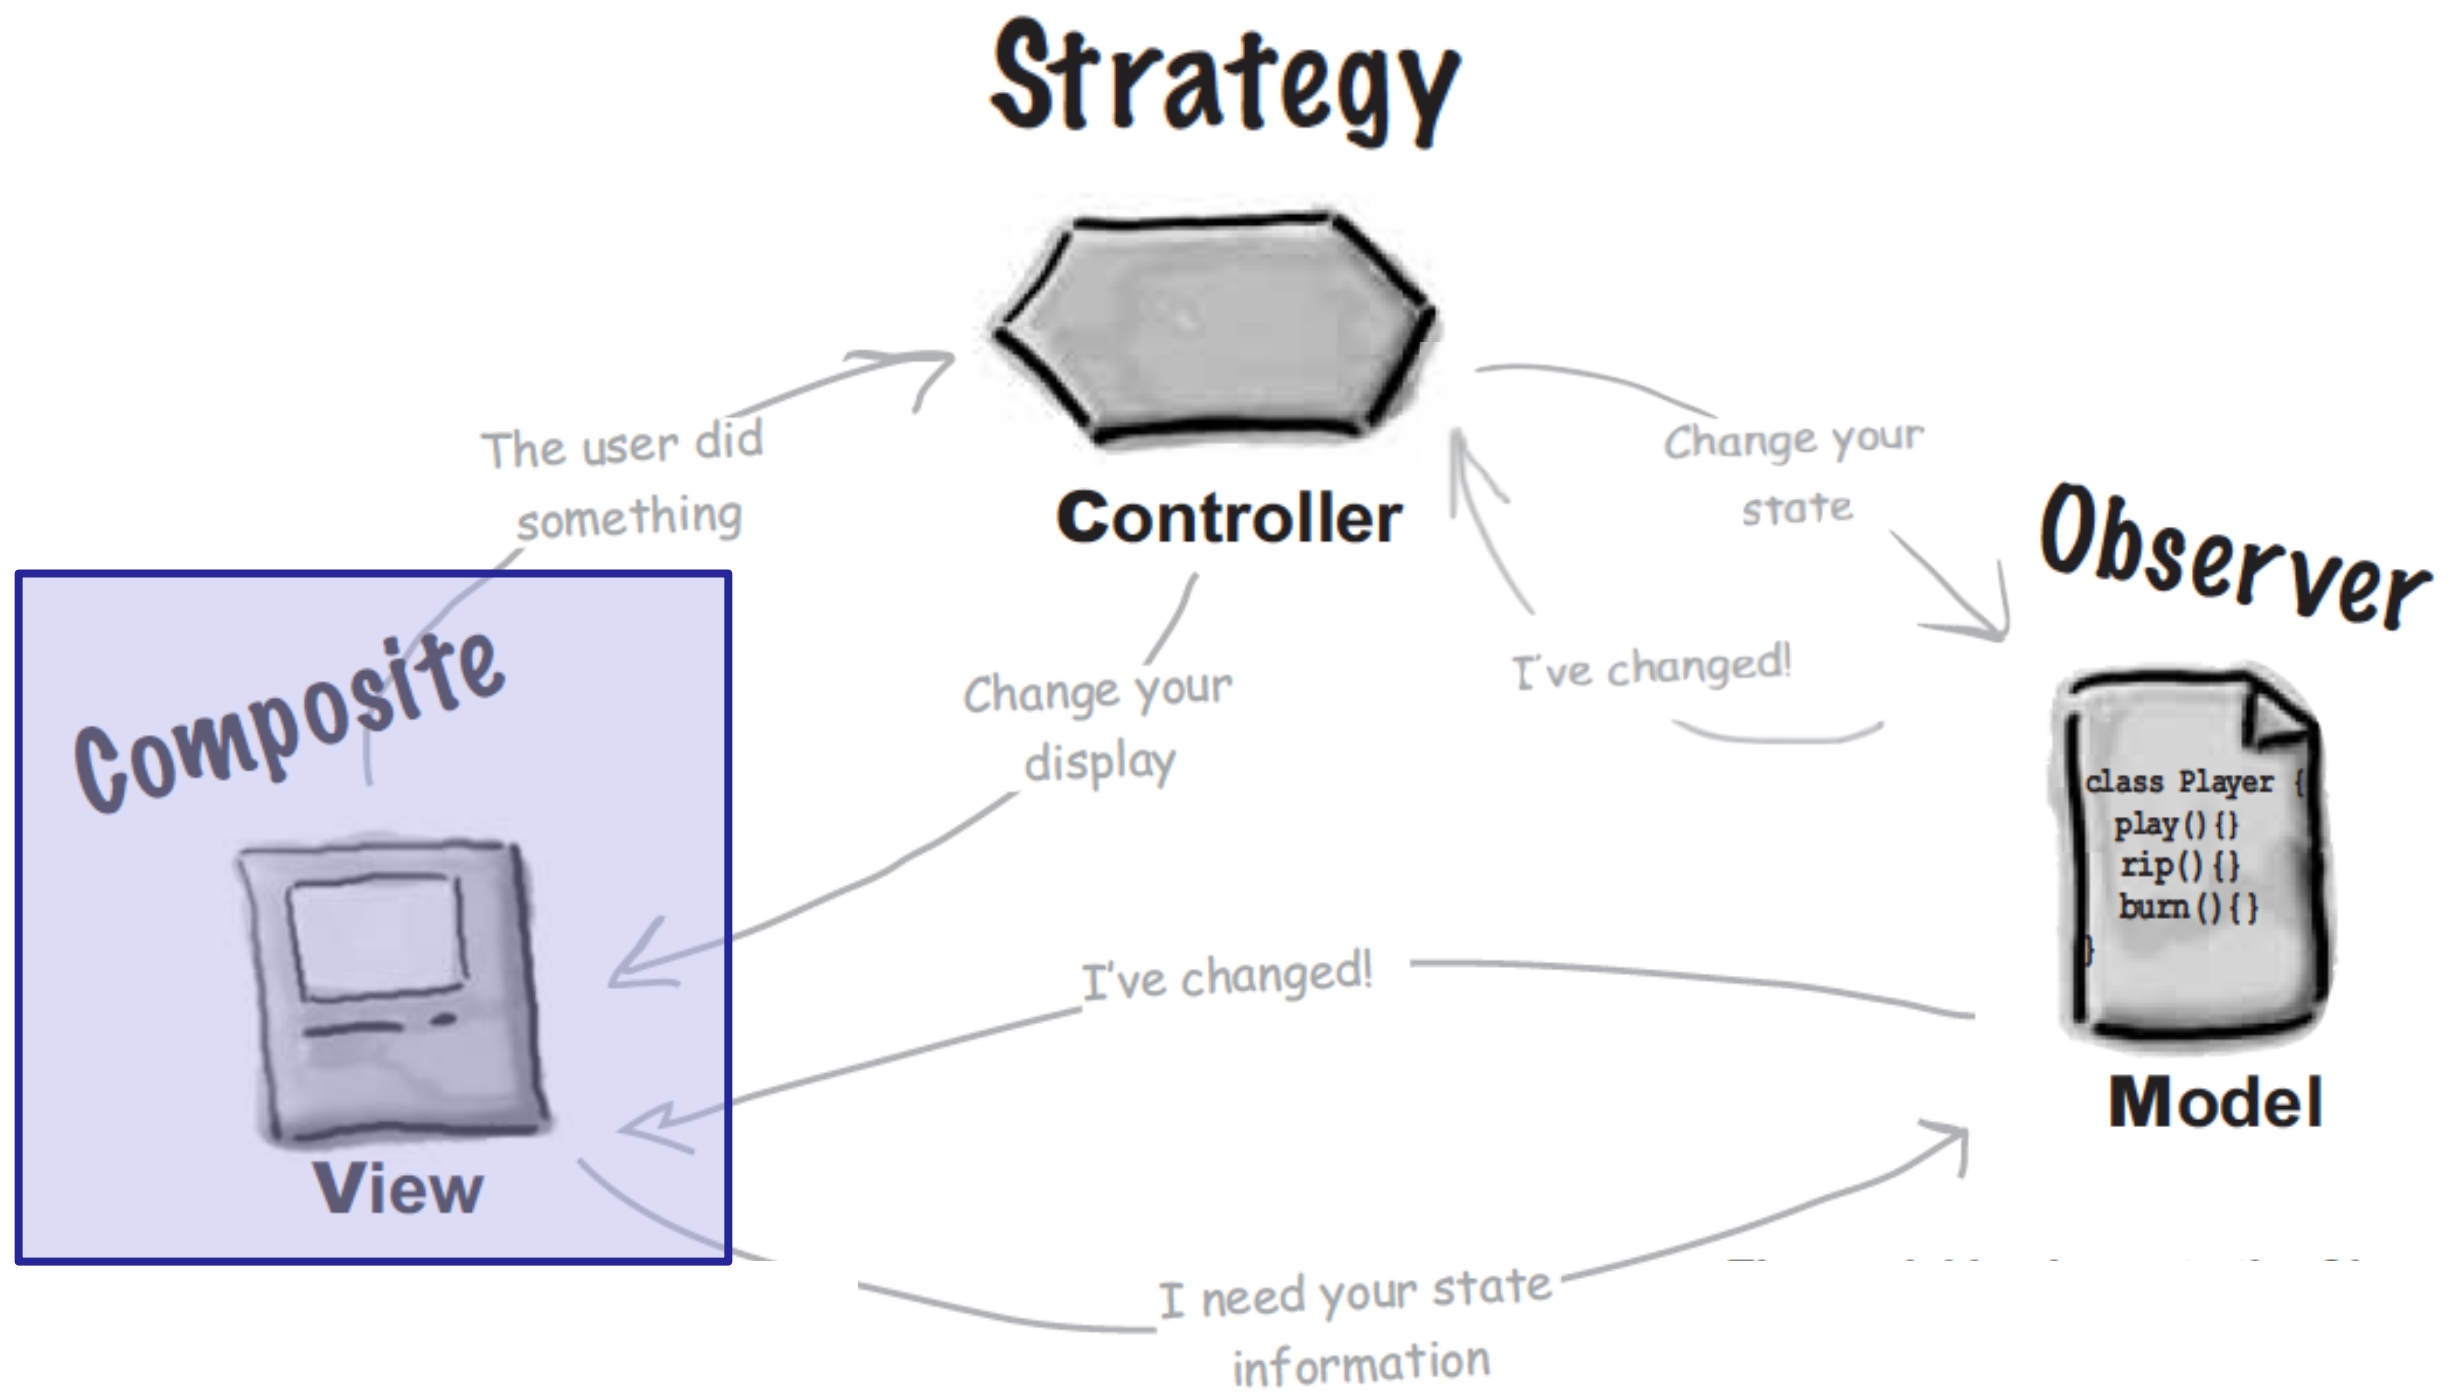 Strategy
The user did
something
Controller
Change your
state
Observer
Composite
Change your
display
I've changed!
class Player {
play(){}
rip(){}
burn(){}
}
I've changed!
Model
View
I need your state
information